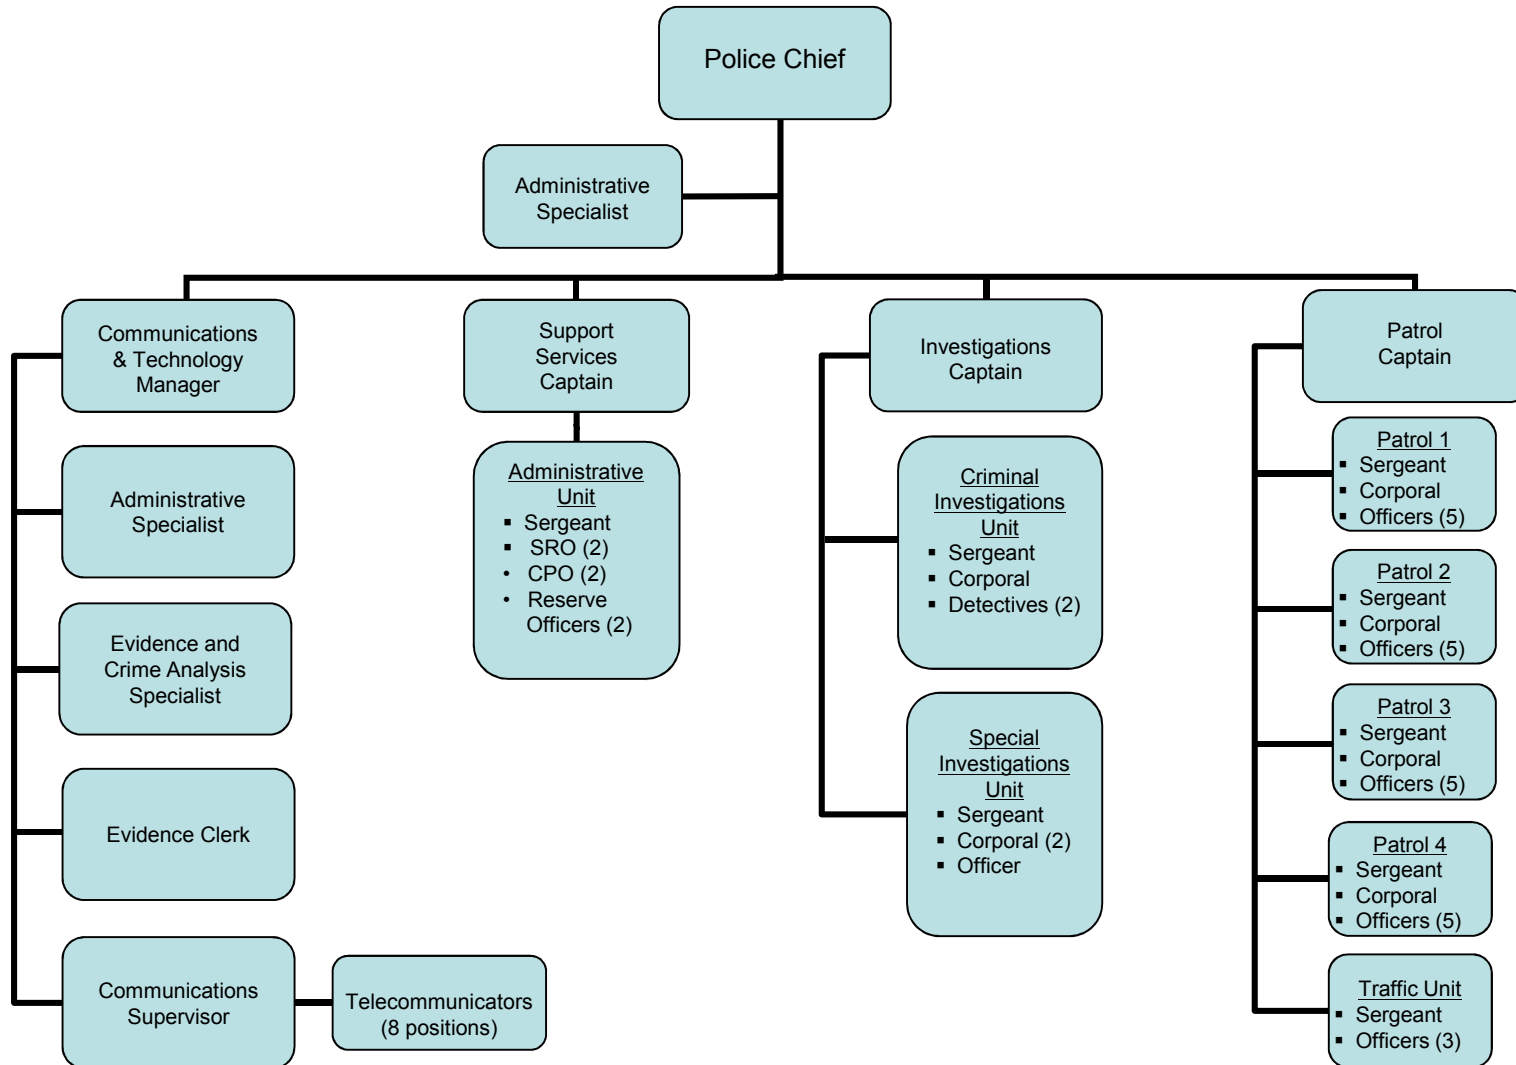 Police Chief
Administrative
Specialist
Communications
& Technology
Manager
Administrative
Specialist
Evidence and
Crime Analysis
Specialist
Evidence Clerk
Communications
Supervisor
Telecommunicators
(8 positions)
Support
Services
Captain
Administrative
Unit
▪ Sergeant
▪ SRO (2)
• CPO (2)
• Reserve
Officers (2)
Investigations
Captain
Criminal
Investigations
Unit
▪ Sergeant
▪ Corporal
▪ Detectives (2)
Special
Investigations
Unit
▪ Sergeant
▪ Corporal (2)
▪ Officer
Patrol
Captain
Patrol 1
▪ Sergeant
▪ Corporal
▪ Officers (5)
Patrol 2
▪ Sergeant
▪ Corporal
▪ Officers (5)
Patrol 3
▪ Sergeant
▪ Corporal
▪ Officers (5)
Patrol 4
▪ Sergeant
▪ Corporal
▪ Officers (5)
Traffic Unit
▪ Sergeant
▪ Officers (3)